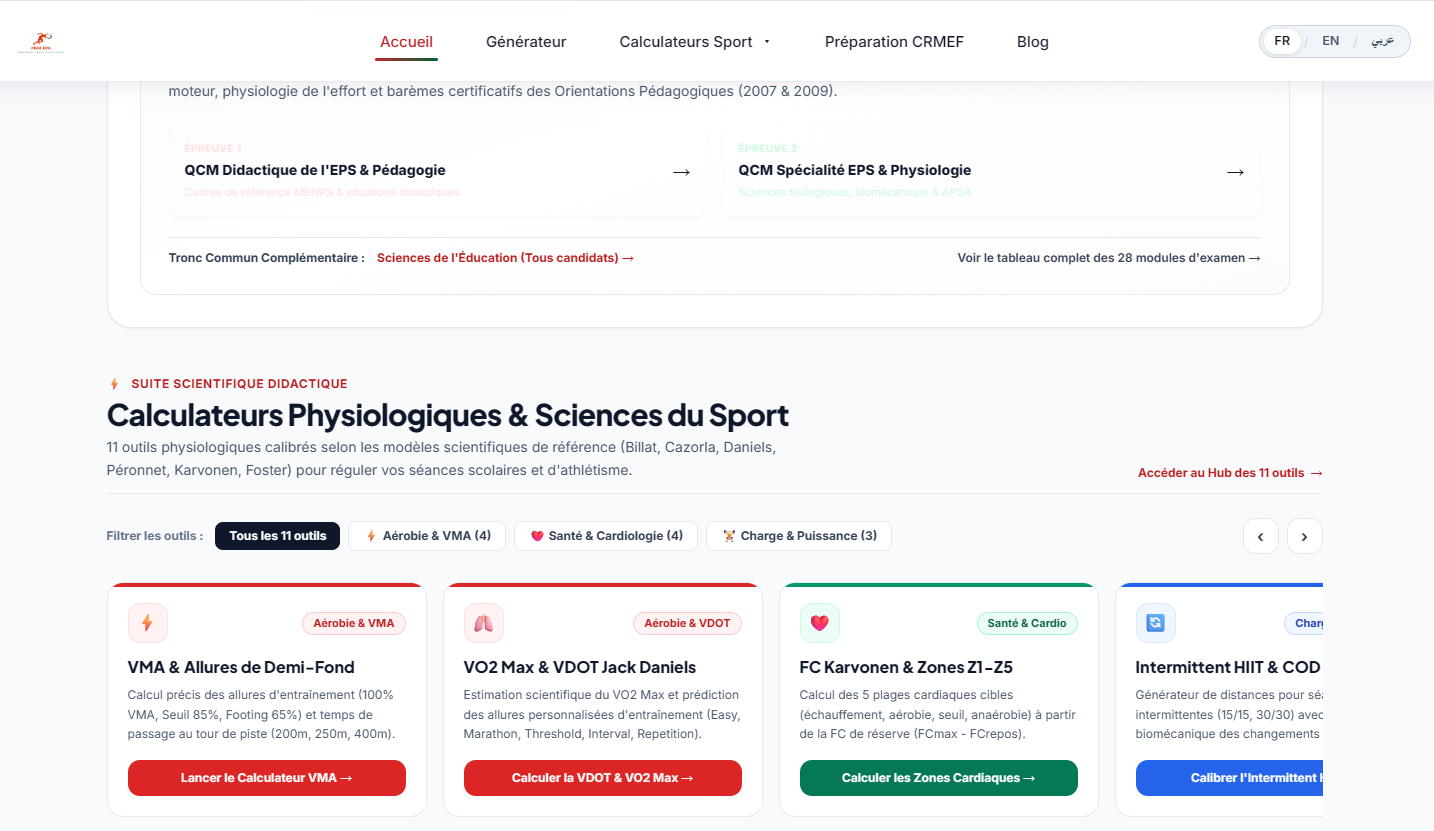 PROF EPS
Accueil
Générateur
Calculateurs Sport
Préparation CRMEF
Blog
FR / EN / عربي
moteur, physiologie de l'effort et barèmes certificatifs des Orientations Pédagogiques (2007 & 2009).
ÉPREUVE 1
QCM Didactique de l'EPS & Pédagogie →
Cadres de référence MENPS & situations didactiques
ÉPREUVE 2
QCM Spécialité EPS & Physiologie →
Sciences biologiques, biomécanique & APSA
Tronc Commun Complémentaire : Sciences de l'Éducation (Tous candidats) →
Voir le tableau complet des 28 modules d'examen →
SUITE SCIENTIFIQUE DIDACTIQUE
Calculateurs Physiologiques & Sciences du Sport
11 outils physiologiques calibrés selon les modèles scientifiques de référence (Billat, Cazorla, Daniels,
Péronnet, Karvonen, Foster) pour réguler vos séances scolaires et d'athlétisme.
Accéder au Hub des 11 outils →
Filtrer les outils :
Tous les 11 outils
Aérobie & VMA (4)
Santé & Cardiologie (4)
Charge & Puissance (3)
‹ ›
Aérobie & VMA
VMA & Allures de Demi-Fond
Calcul précis des allures d'entraînement (100%
VMA, Seuil 85%, Footing 65%) et temps de
passage au tour de piste (200m, 250m, 400m).
Lancer le Calculateur VMA →
Aérobie & VDOT
VO2 Max & VDOT Jack Daniels
Estimation scientifique du VO2 Max et prédiction
des allures personnalisées d'entraînement (Easy,
Marathon, Threshold, Interval, Repetition).
Calculer la VDOT & VO2 Max →
Santé & Cardio
FC Karvonen & Zones Z1-Z5
Calcul des 5 plages cardiaques cibles
(échauffement, aérobie, seuil, anaérobie) à partir
de la FC de réserve (FCmax - FCrepos).
Calculer les Zones Cardiaques →
Intermittent HIIT & COD
Générateur de distances pour
intermittentes (15/15, 30/30) avec
biomécanique des changements
Calibrer l'Intermittent